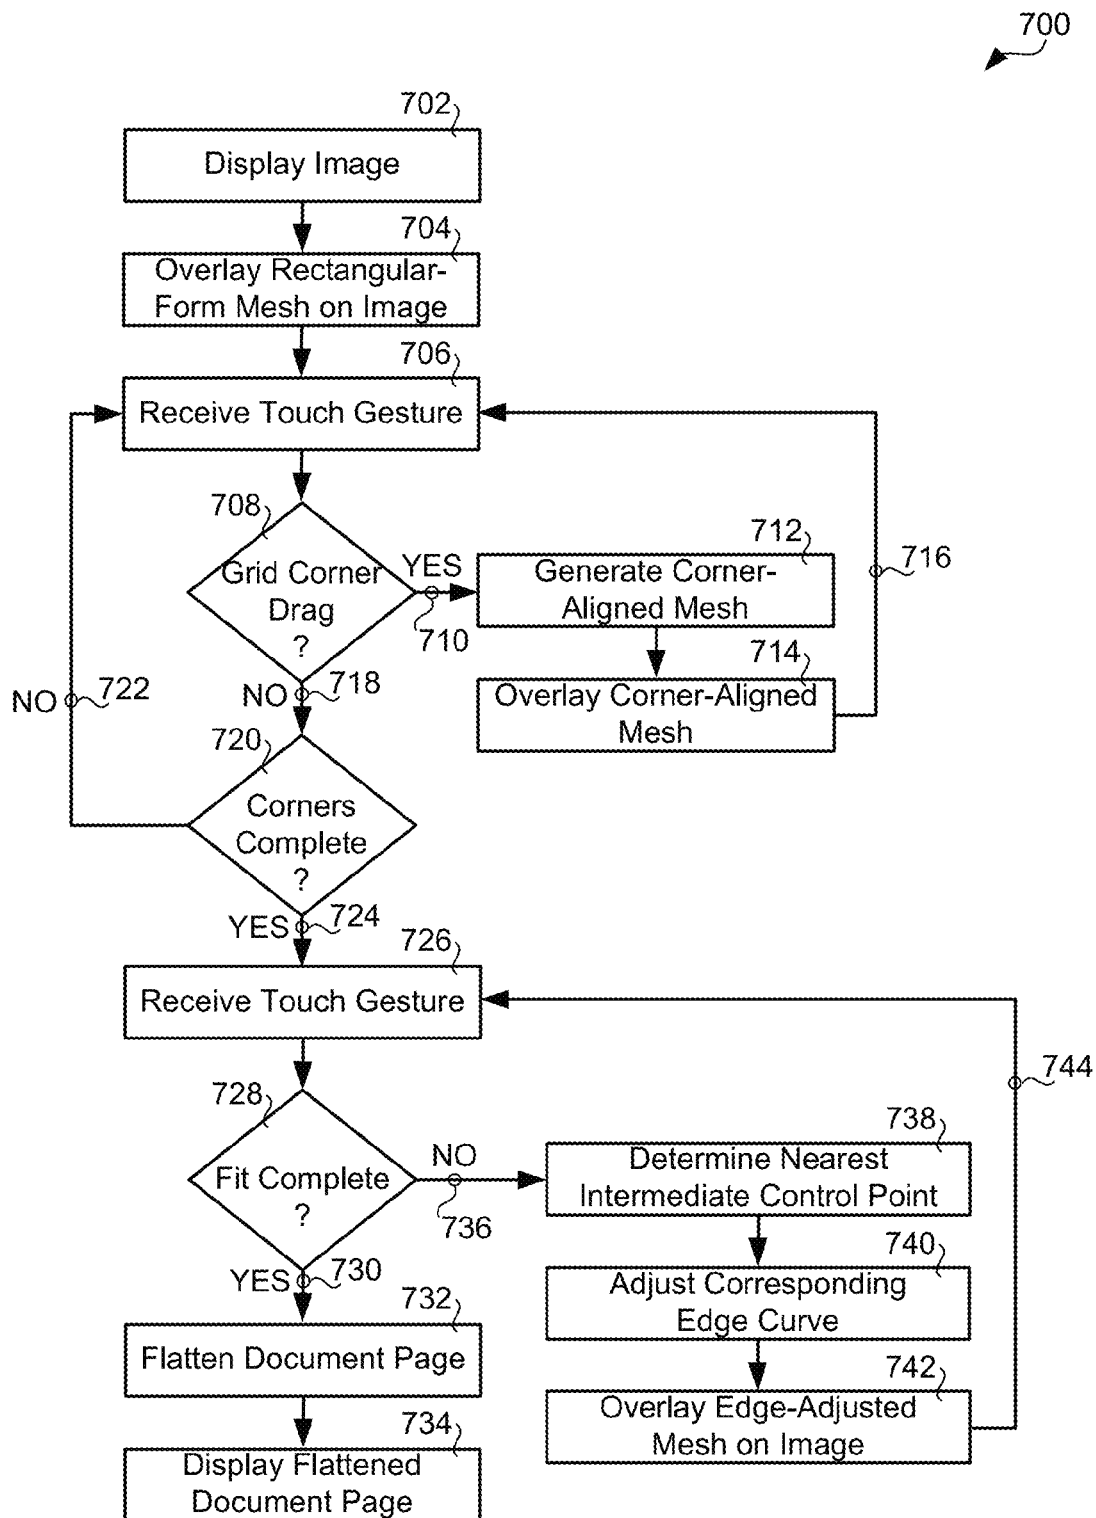 700
702
Display Image
704
Overlay Rectangular-
Form Mesh on Image
706
Receive Touch Gesture
708
Grid Corner
Drag
?
YES
710
712
Generate Corner-
Aligned Mesh
714
Overlay Corner-Aligned
Mesh
716
NO
718
NO
722
720
Corners
Complete
?
YES
724
726
Receive Touch Gesture
728
Fit Complete
?
NO
736
738
Determine Nearest
Intermediate Control Point
740
Adjust Corresponding
Edge Curve
742
Overlay Edge-Adjusted
Mesh on Image
744
YES
730
732
Flatten Document Page
734
Display Flattened
Document Page